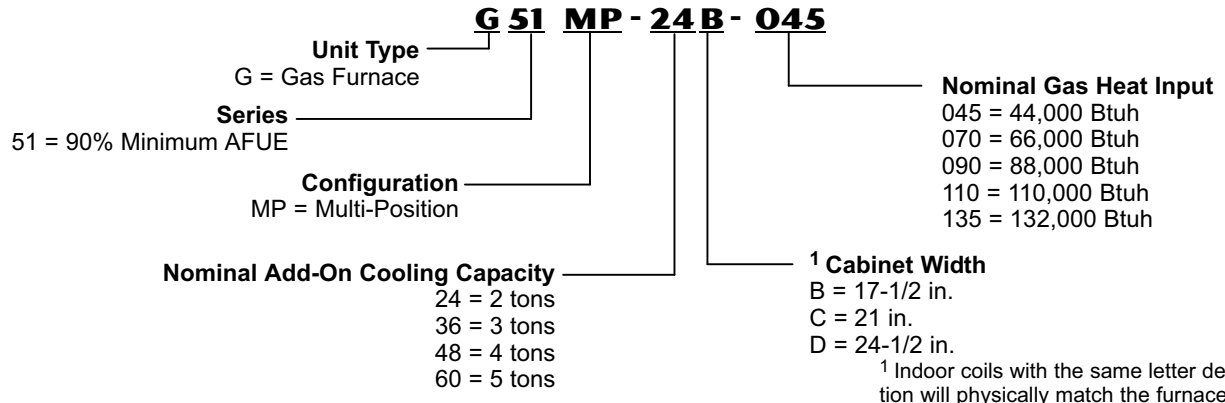 G 51 MP - 24 B - 045
Unit Type
G = Gas Furnace
Series
51 = 90% Minimum AFUE
Configuration
MP = Multi-Position
Nominal Add-On Cooling Capacity
24 = 2 tons
36 = 3 tons
48 = 4 tons
60 = 5 tons
Nominal Gas Heat Input
045 = 44,000 Btuh
070 = 66,000 Btuh
090 = 88,000 Btuh
110 = 110,000 Btuh
135 = 132,000 Btuh
1 Cabinet Width
B = 17-1/2 in.
C = 21 in.
D = 24-1/2 in.
1 Indoor coils with the same letter de
tion will physically match the furnace